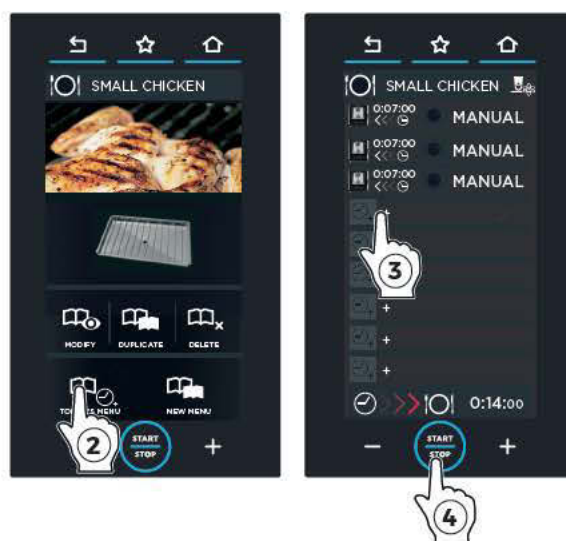 SMALL CHICKEN
MODIFY
DUPLICATE
DELETE
MENU
NEW MENU
2
START
STOP
+
SMALL CHICKEN
0:07:00
MANUAL
0:07:00
MANUAL
0:07:00
MANUAL
+
3
+
+
+
0:14:00
-
START
STOP
+
4